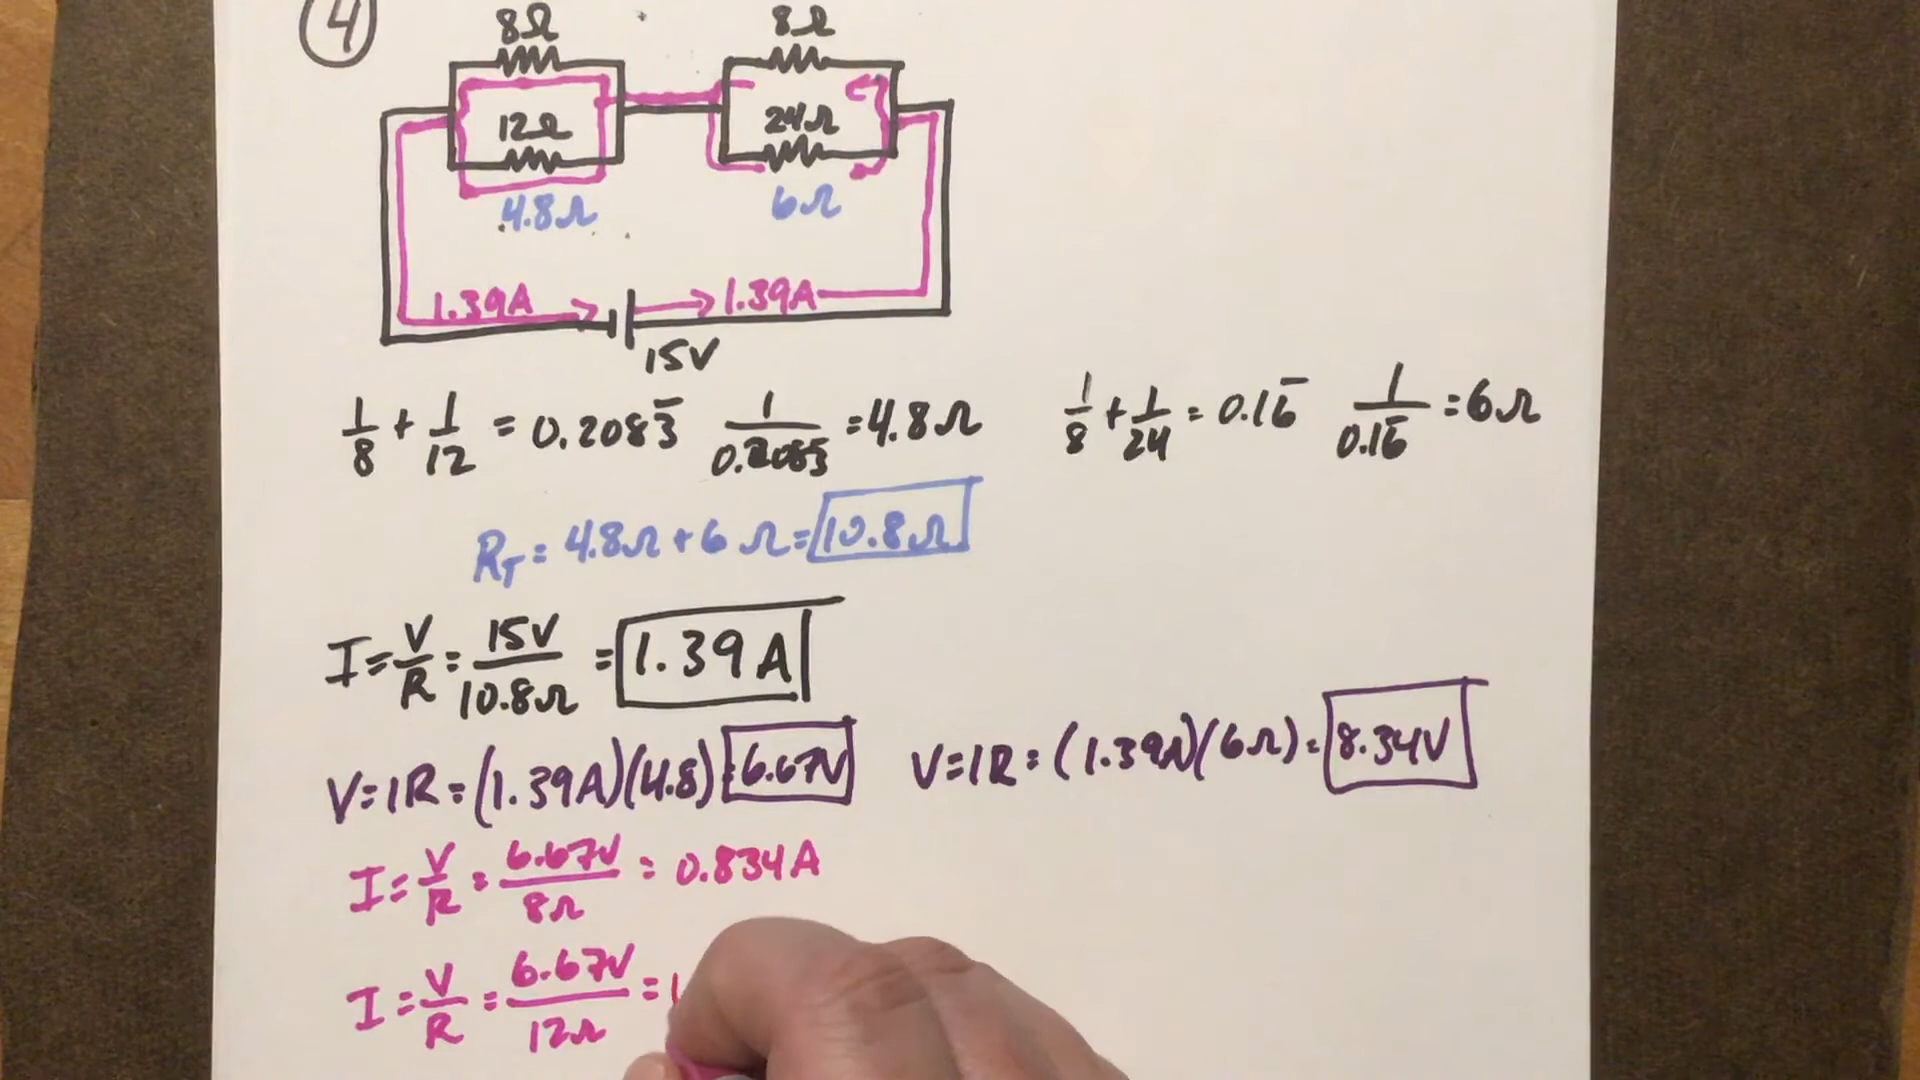 4
8Ω 8Ω
12Ω 24Ω
4.8Ω 6Ω
1.39A 1.39A
15V
1/8 + 1/12 = 0.2083̅ 1/0.2083̅ = 4.8Ω 1/8 + 1/24 = 0.16̅ 1/0.16̅ = 6Ω
R_T = 4.8Ω + 6Ω = 10.8Ω
I = V/R = 15V/10.8Ω = 1.39A
V = IR = (1.39A)(4.8) = 6.67V V = IR = (1.39A)(6Ω) = 8.34V
I = V/R = 6.67V/8Ω = 0.834A
I = V/R = 6.67V/12Ω =